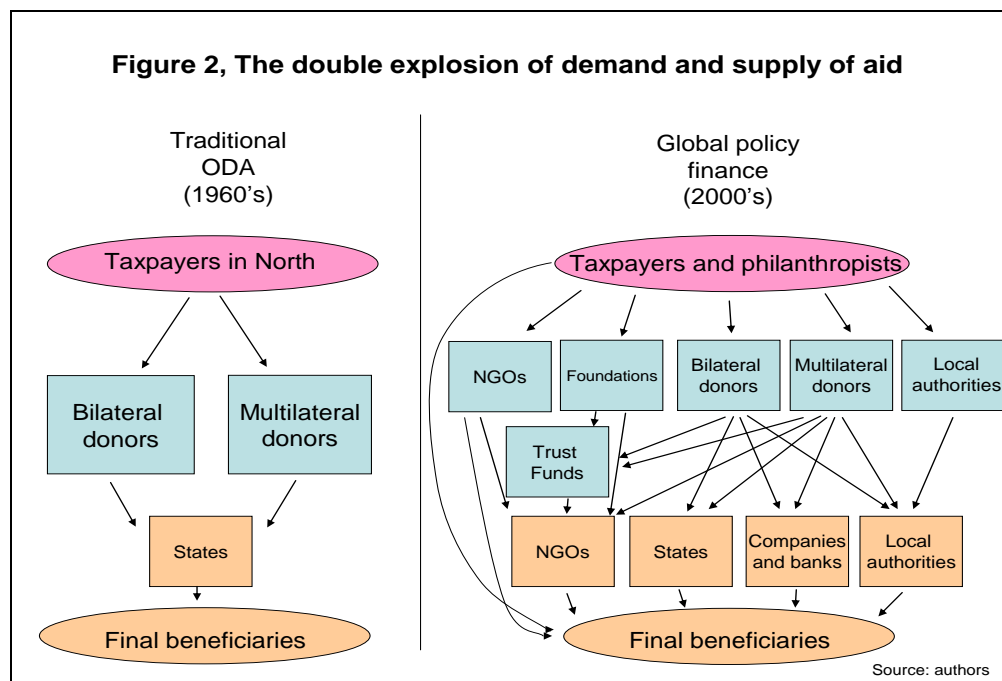 Figure 2, The double explosion of demand and supply of aid
Traditional
ODA
(1960's)
Taxpayers in North
Bilateral
donors
Multilateral
donors
States
Final beneficiaries
Global policy
finance
(2000's)
Taxpayers and philanthropists
NGOs
Foundations
Bilateral
donors
Multilateral
donors
Local
authorities
Trust
Funds
NGOs
States
Companies
and banks
Local
authorities
Final beneficiaries
Source: authors